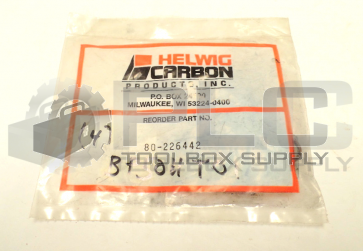 HELWIG
CARBON
PRODUCTS, INC.
P.O. BOX
MILWAUKEE, WI 53224-0400
REORDER PART NO.
PLC
TOOLBOX SUPPLY
80-226442